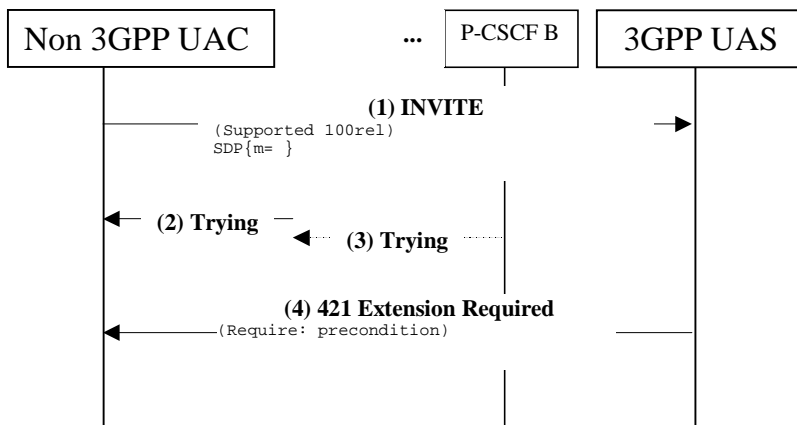 Non 3GPP UAC
...
P-CSCF B
3GPP UAS
(1) INVITE
(Supported 100rel)
SDP{m= }
(2) Trying
(3) Trying
(4) 421 Extension Required
(Require: precondition)